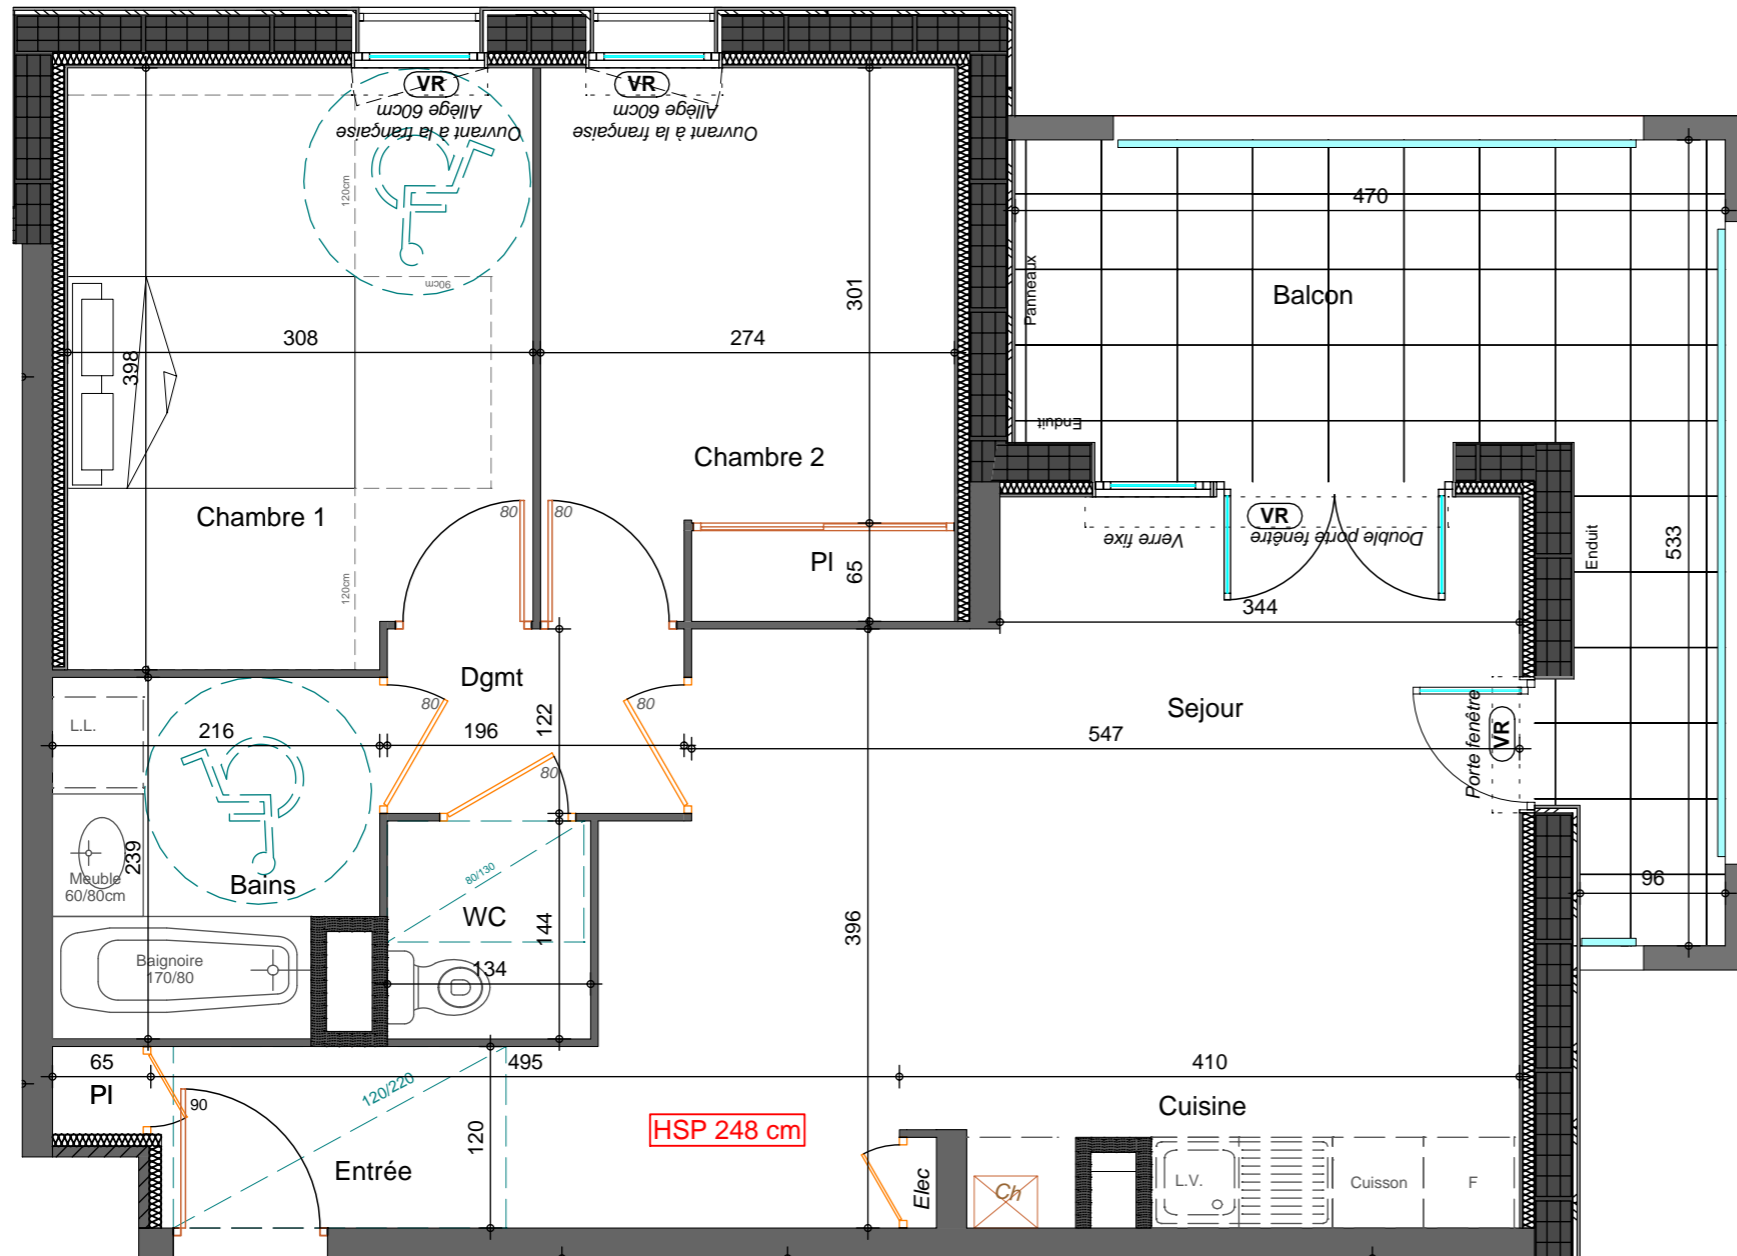 VR
Allège 60cm
Ouvrant à la française
VR
Allège 60cm
Ouvrant à la française
120cm
90cm
470
Panneaux
Balcon
301
308
274
398
Enduit
Chambre 2
Chambre 1
80
80
VR
Verre fixe
Double porte fenêtre
Enduit
533
Pl
65
120cm
344
Dgmt
80
80
Sejour
L.L.
216
196
122
547
Porte fenêtre
VR
80
239
Meuble
60/80cm
Bains
80/130
WC
144
396
96
Baignoire
170/80
134
65
495
410
Pl
90
120/220
Cuisine
120
HSP 248 cm
Entrée
Elec
Ch
L.V.
Cuisson
F